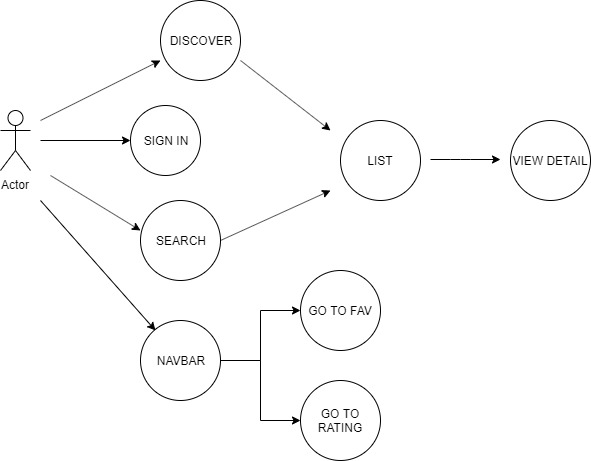 DISCOVER
SIGN IN
Actor
SEARCH
LIST
VIEW DETAIL
NAVBAR
GO TO FAV
GO TO
RATING